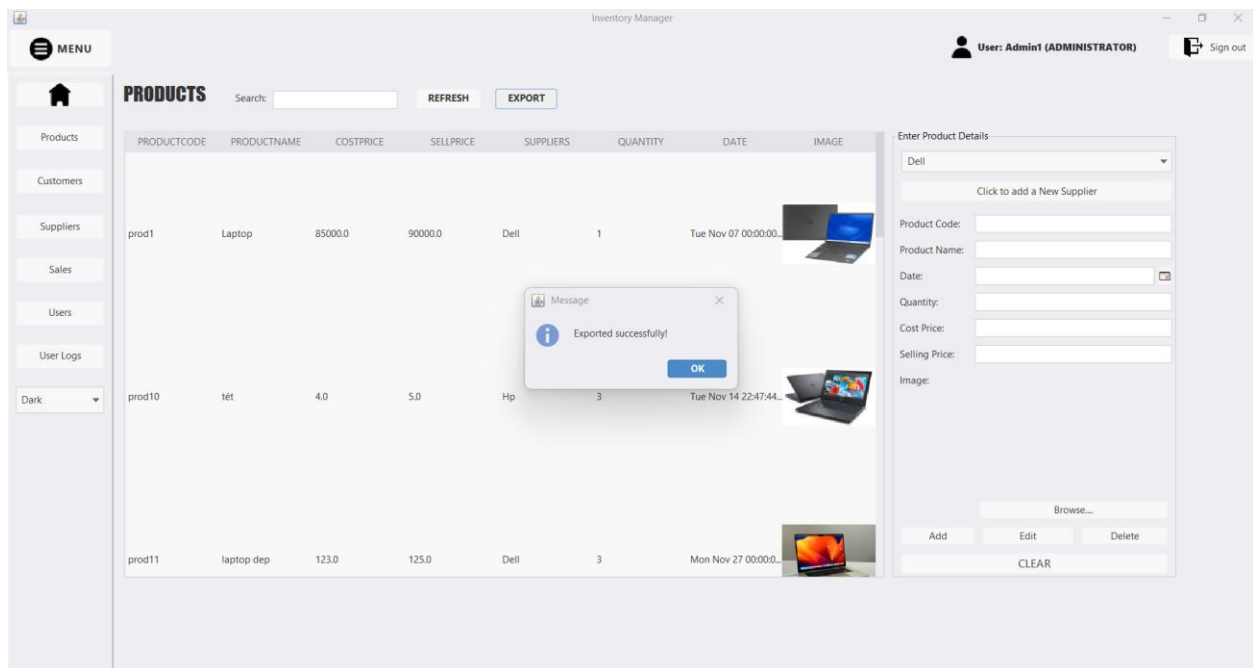 Inventory Manager
MENU
User: Admin1 (ADMINISTRATOR)
Sign out
PRODUCTS
Search:
REFRESH
EXPORT
Products
Customers
Suppliers
Sales
Users
User Logs
Dark
PRODUCTCODE PRODUCTNAME COSTPRICE SELLPRICE SUPPLIERS QUANTITY DATE IMAGE
prod1 Laptop 85000.0 90000.0 Dell 1 Tue Nov 07 00:00:00...
prod10 tét 4.0 5.0 Hp 3 Tue Nov 14 22:47:44...
prod11 laptop dep 123.0 125.0 Dell 3 Mon Nov 27 00:00:0...
Message
Exported successfully!
OK
Enter Product Details
Dell
Click to add a New Supplier
Product Code:
Product Name:
Date:
Quantity:
Cost Price:
Selling Price:
Image:
Browse...
Add Edit Delete
CLEAR